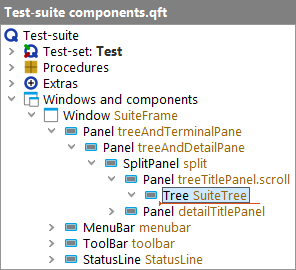 Test-suite components.qft
Test-suite
Test-set: Test
Procedures
Extras
Windows and components
Window SuiteFrame
Panel treeAndTerminalPane
Panel treeAndDetailPane
SplitPanel split
Panel treeTitlePanel.scroll
Tree SuiteTree
Panel detailTitlePanel
MenuBar menubar
ToolBar toolbar
StatusLine StatusLine